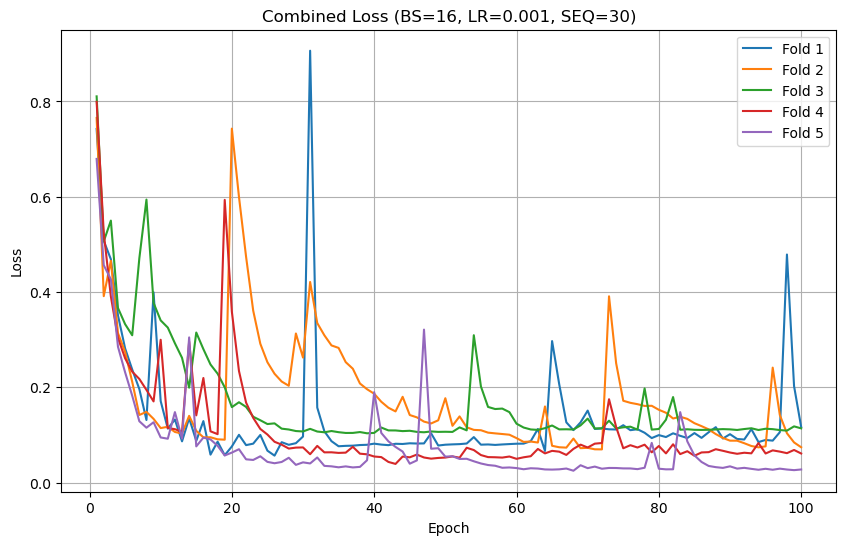 Combined Loss (BS=16, LR=0.001, SEQ=30)
Fold 1
Fold 2
Fold 3
Fold 4
Fold 5
Loss
0.8
0.6
0.4
0.2
0.0
0 20 40 60 80 100
Epoch